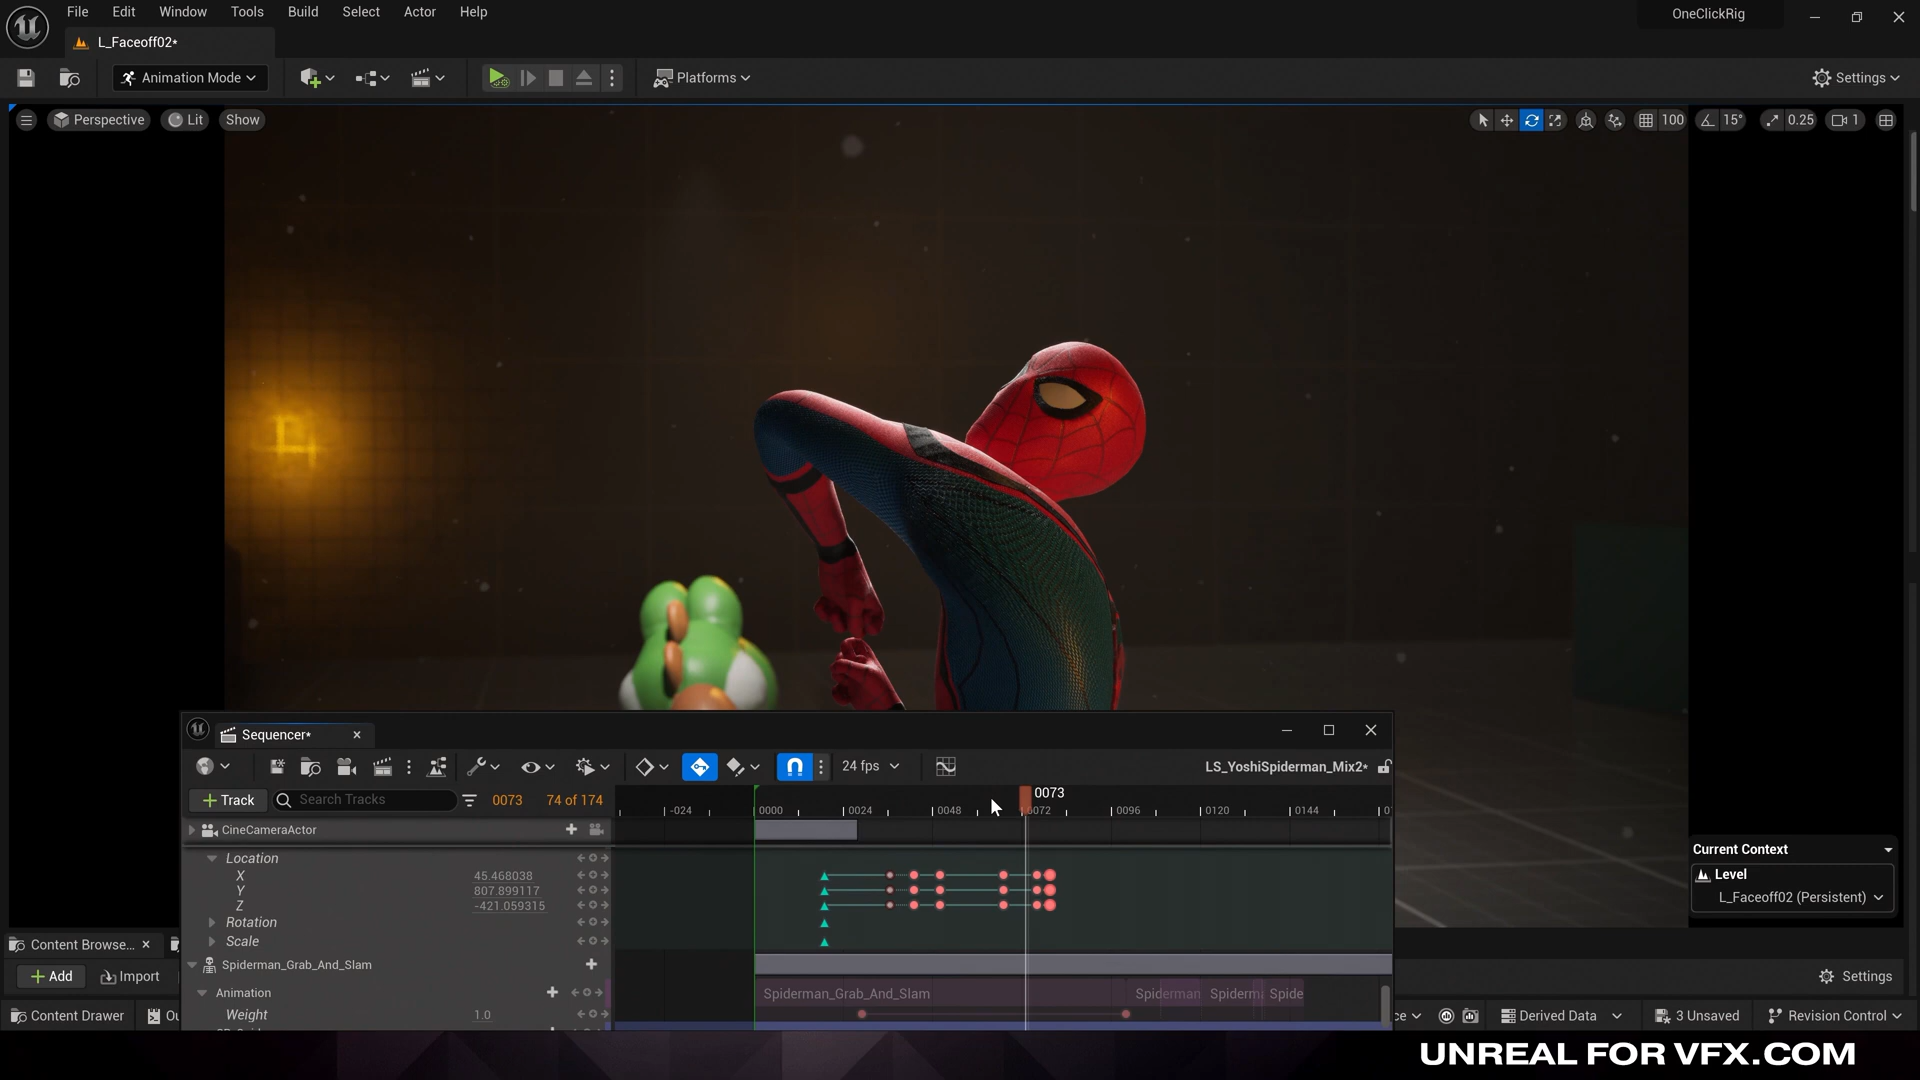 File Edit Window Tools Build Select Actor Help
OneClickRig
L_Faceoff02*
Animation Mode
Platforms
Settings
Perspective Lit Show
100 15° 0.25 1
Sequencer*
24 fps
LS_YoshiSpiderman_Mix2*
+ Track Search Tracks 0073 74 of 174
0073
-024 0000 0024 0048 0072 0096 0120 0144
CineCameraActor
Location
X 45.468038
Y 807.899117
Z -421.059315
Rotation
Scale
Spiderman_Grab_And_Slam
Animation
Spiderman_Grab_And_Slam Spiderman Spiderm Spide
Weight 1.0
Current Context
Level
L_Faceoff02 (Persistent)
Content Browse...
+ Add Import
Settings
Content Drawer Ou
ce Derived Data 3 Unsaved Revision Control
UNREAL FOR VFX.COM